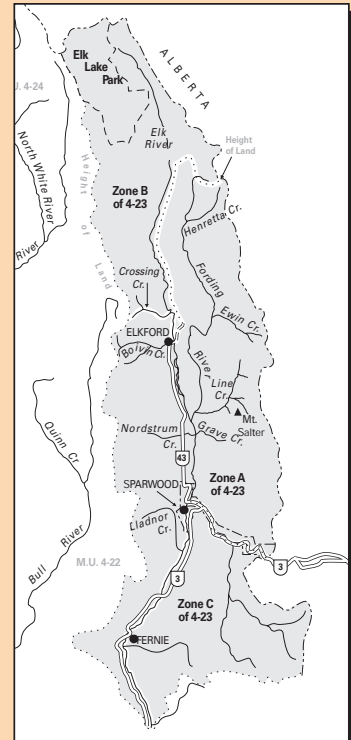 Elk
Lake
Park
ALBERTA
U. 4-24
Elk
River
Height
of Land
North White River
Height of Land
Zone B
of 4-23
Henretta Cr.
River
Crossing
Cr.
Fording
River
Ewin Cr.
ELKFORD
Boivin Cr.
Line
Cr.
Mt.
Salter
Nordstrum
Cr.
Grave Cr.
Quinn Cr
43
Zone A
of 4-23
SPARWOOD
Lladnor
Cr.
Bull River
M.U. 4-22
3
3
Zone C
of 4-23
FERNIE